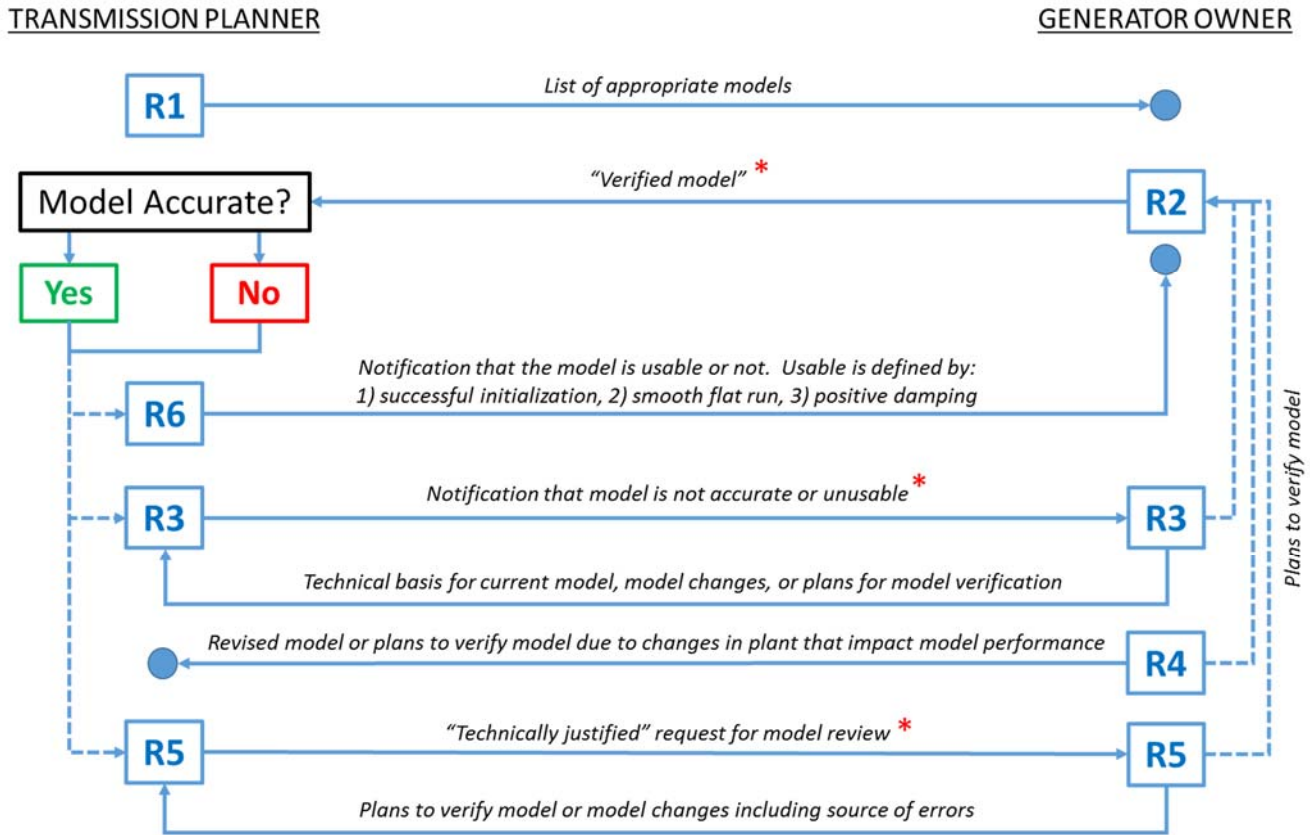 TRANSMISSION PLANNER
GENERATOR OWNER
R1
List of appropriate models
Model Accurate?
“Verified model” *
R2
Yes
No
Notification that the model is usable or not. Usable is defined by:
1) successful initialization, 2) smooth flat run, 3) positive damping
R6
Plans to verify model
Notification that model is not accurate or unusable *
R3
R3
Technical basis for current model, model changes, or plans for model verification
Revised model or plans to verify model due to changes in plant that impact model performance
R4
“Technically justified” request for model review *
R5
R5
Plans to verify model or model changes including source of errors